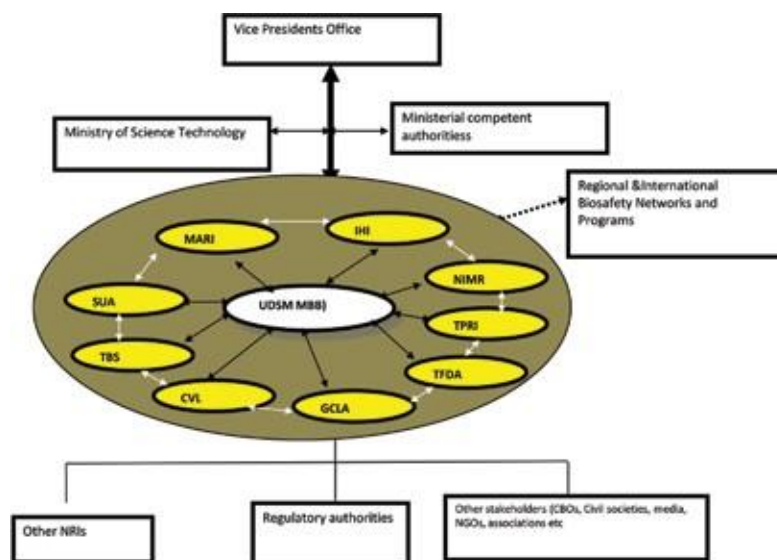 Vice Presidents Office
Ministry of Science Technology
Ministerial competent
authoritiess
Regional &International
Biosafety Networks and
Programs
MARI
IHI
NIMR
SUA
UDSM MBB)
TPRI
TBS
TFDA
CVL
GCLA
Other NRIs
Regulatory authorities
Other stakeholders (CBOs, Civil societies, media,
NGOs, associations etc